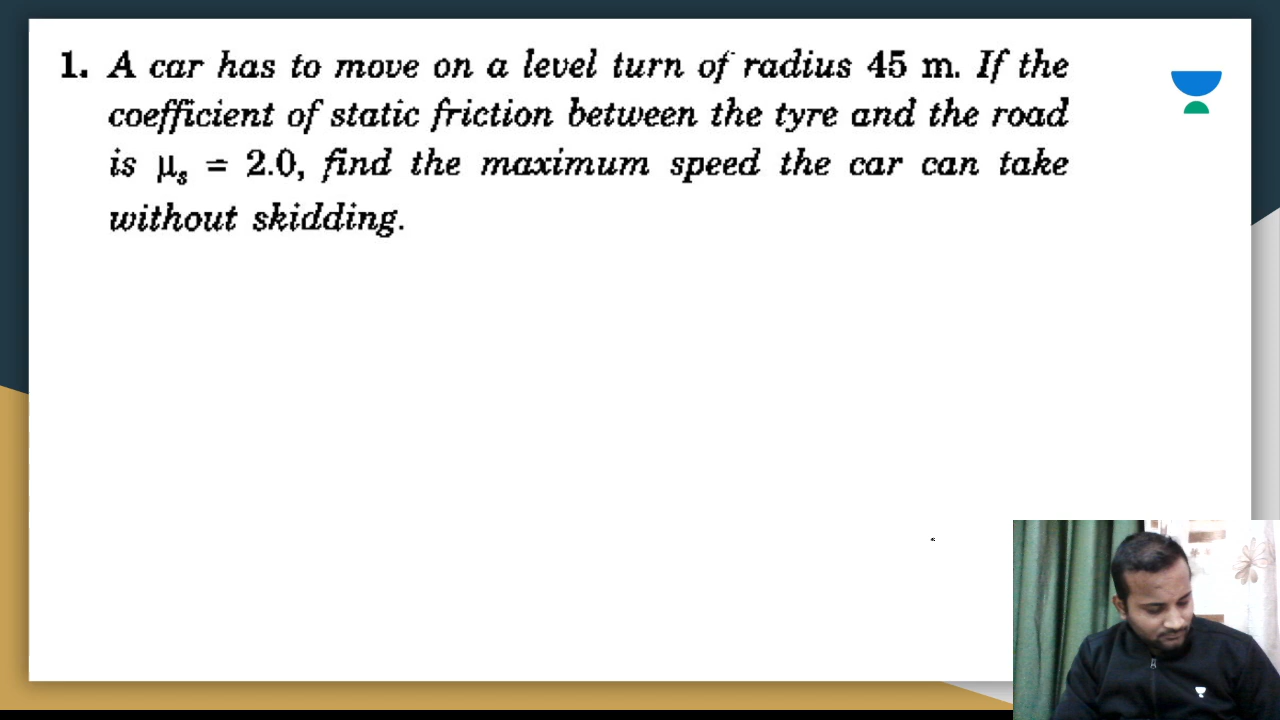 1. A car has to move on a level turn of radius 45 m. If the
coefficient of static friction between the tyre and the road
is μₛ = 2.0, find the maximum speed the car can take
without skidding.